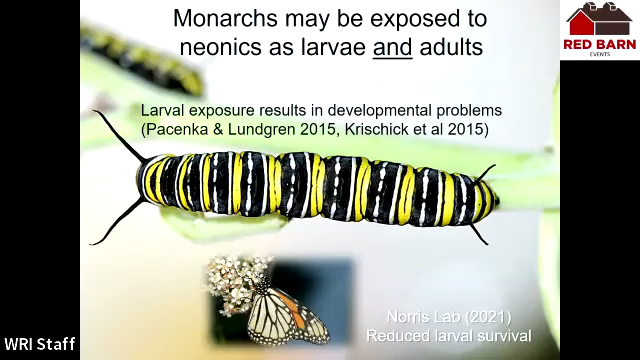 Monarchs may be exposed to
neonics as larvae and adults
RED BARN
EVENTS
Larval exposure results in developmental problems
(Pacenka & Lundgren 2015, Krischick et al 2015)
Norris Lab (2021)
Reduced larval survival
WRI Staff